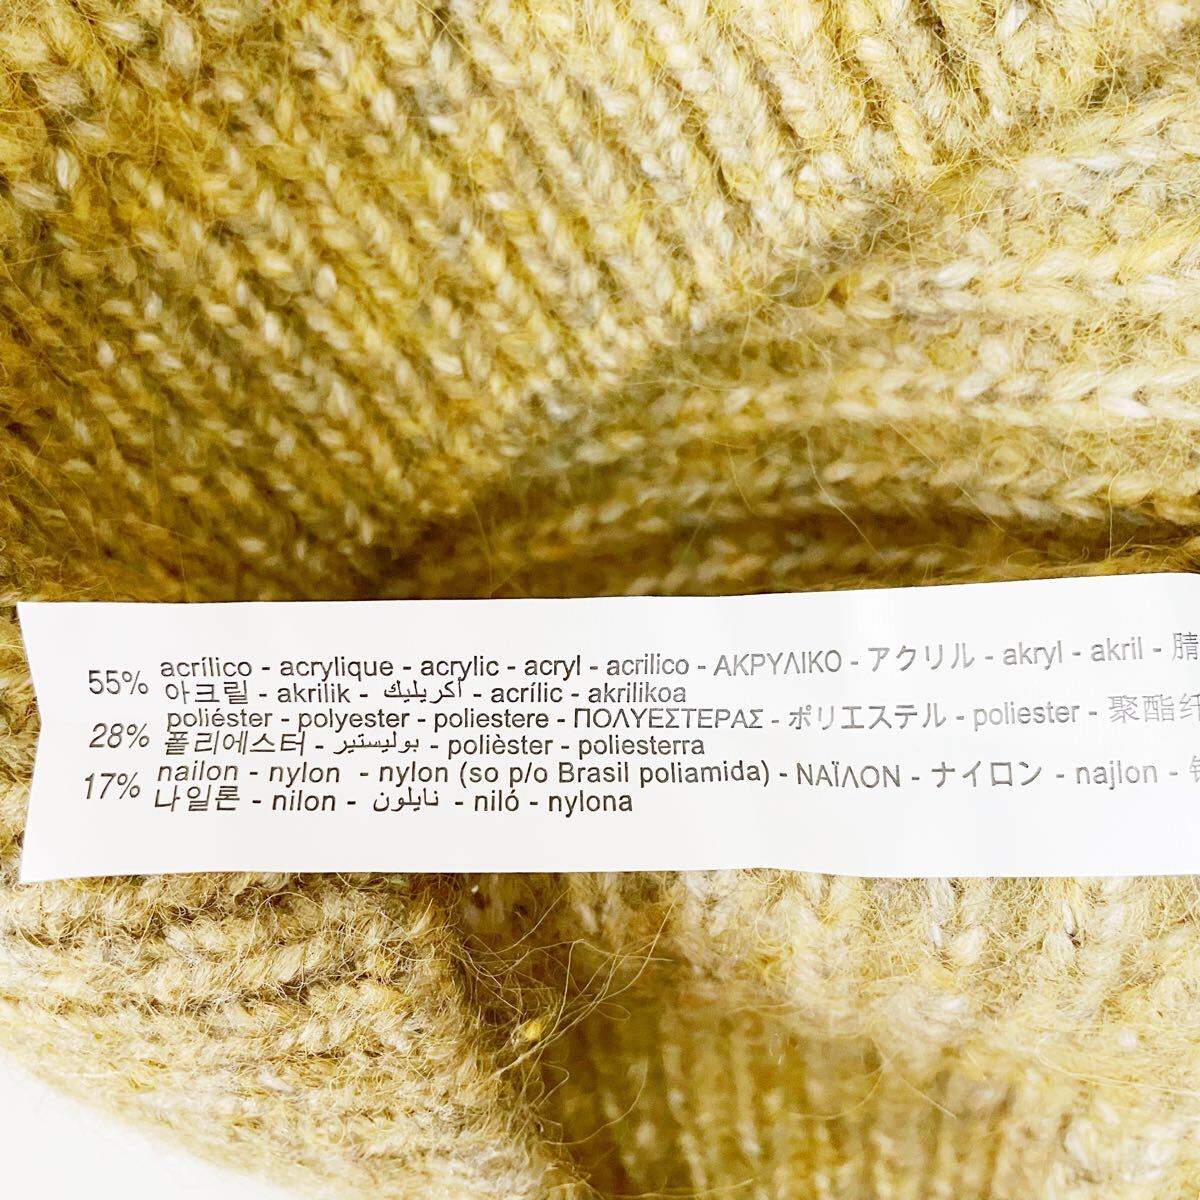 55% acrílico - acrylique - acrylic - acryl - acrilico - ΑΚΡΥΛΙΚΟ - アクリル - akryl - akril - 腈
아크릴 - akrilik - أكريليك - acrílic - akrilikoa
28% poliéster - polyester - poliestere - ΠΟΛΥΕΣΤΕΡΑΣ - ポリエステル - poliester - 聚酯纤
폴리에스터 - بوليستير - polièster - poliesterra
17% nailon - nylon - nylon (so p/o Brasil poliamida) - ΝΑΪΛΟΝ - ナイロン - najlon -
나일론 - nilon - نايلون - niló - nylona